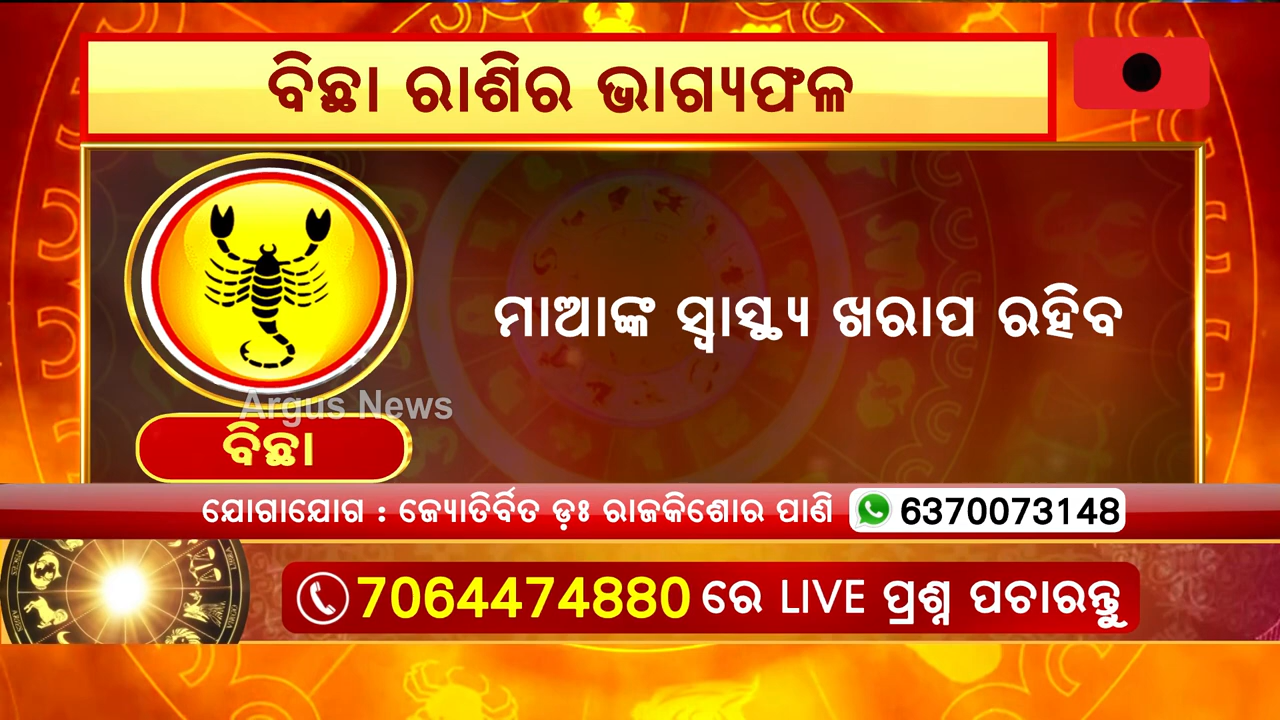 ବିଛା ରାଶିର ଭାଗ୍ୟଫଳ
ମାଆଙ୍କ ସ୍ୱାସ୍ଥ୍ୟ ଖରାପ ରହିବ
Argus News
ବିଛା
ଯୋଗାଯୋଗ : ଜ୍ୟୋତିର୍ବିତ ଡ଼ଃ ରାଜକିଶୋର ପାଣି 6370073148
7064474880 ରେ LIVE ପ୍ରଶ୍ନ ପଚାରନ୍ତୁ